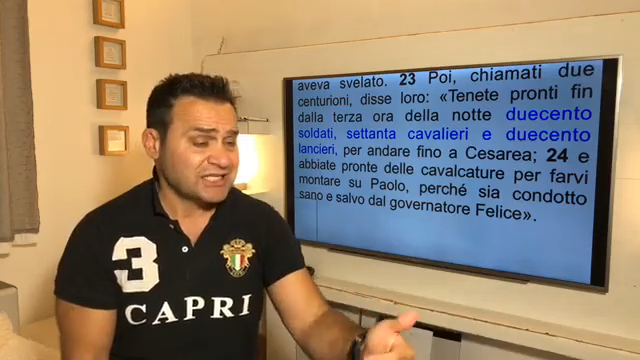 aveva svelato. 23 Poi, chiamati due
centurioni, disse loro: «Tenete pronti fin
dalla terza ora della notte duecento
soldati, settanta cavalieri e duecento
lancieri, per andare fino a Cesarea; 24 e
abbiate pronte delle cavalcature per farvi
montare su Paolo, perché sia condotto
sano e salvo dal governatore Felice».
3
CAPRI